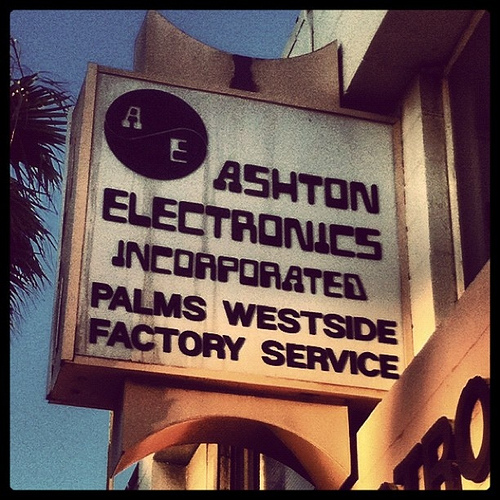 A
E
ASHTON
ELECTRONICS
INCORPORATED
PALMS WESTSIDE
FACTORY SERVICE
TRO